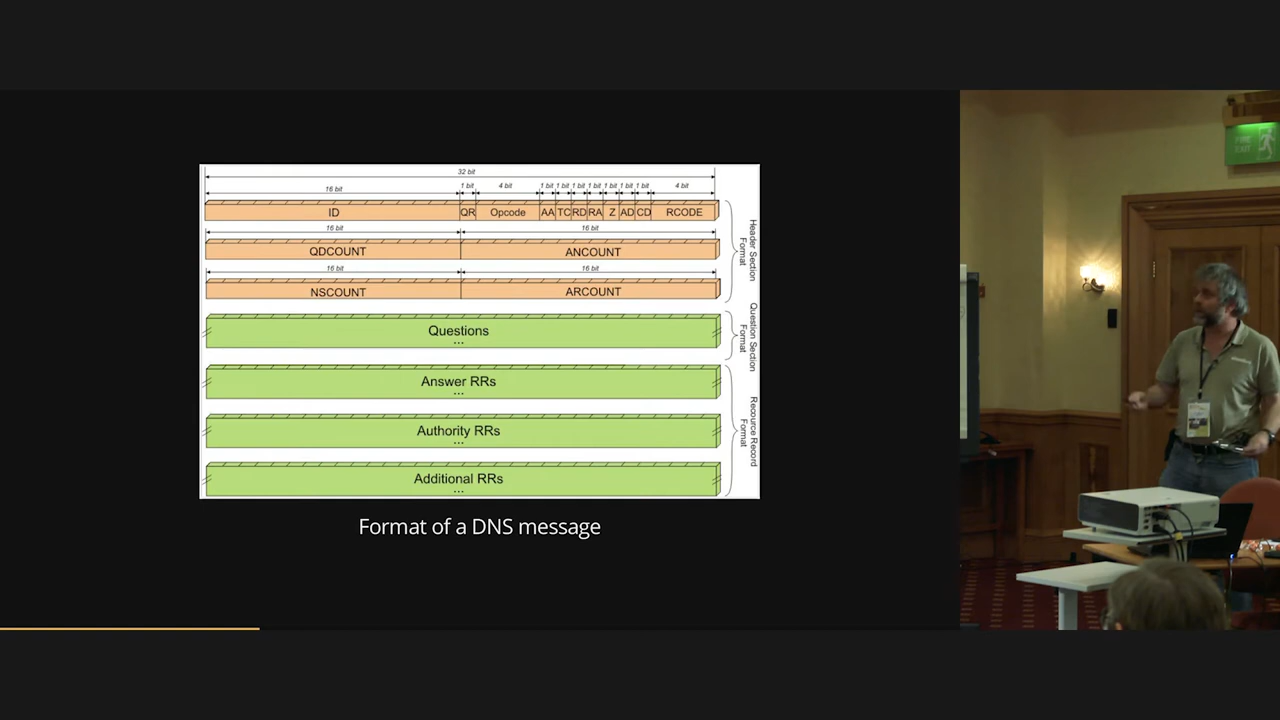 32 bit
16 bit 1 bit 4 bit 1 bit 1 bit 1 bit 1 bit 1 bit 1 bit 1 bit 4 bit
ID QR Opcode AA TC RD RA Z AD CD RCODE
16 bit 16 bit
QDCOUNT ANCOUNT
16 bit 16 bit
NSCOUNT ARCOUNT
Header Section
Format
Questions
...
Question Section
Format
Answer RRs
...
Authority RRs
...
Additional RRs
...
Recource Record
Format
Format of a DNS message
FIRE
EXIT